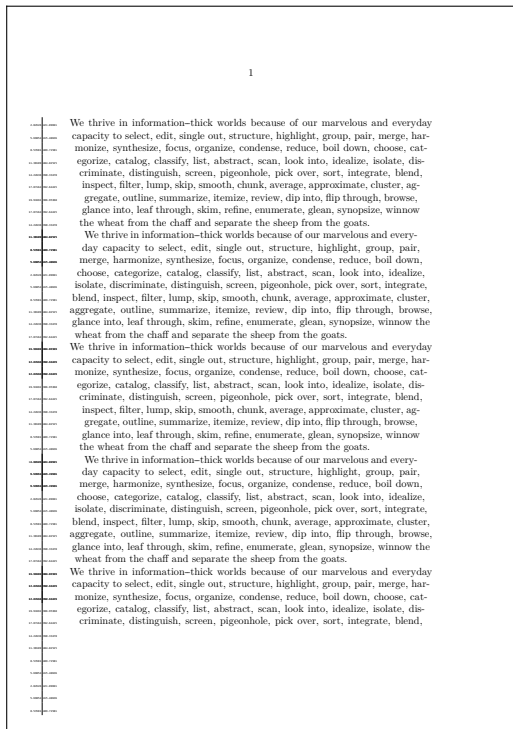 1
We thrive in information–thick worlds because of our marvelous and everyday
capacity to select, edit, single out, structure, highlight, group, pair, merge, har-
monize, synthesize, focus, organize, condense, reduce, boil down, choose, cat-
egorize, catalog, classify, list, abstract, scan, look into, idealize, isolate, dis-
criminate, distinguish, screen, pigeonhole, pick over, sort, integrate, blend,
inspect, filter, lump, skip, smooth, chunk, average, approximate, cluster, ag-
gregate, outline, summarize, itemize, review, dip into, flip through, browse,
glance into, leaf through, skim, refine, enumerate, glean, synopsize, winnow
the wheat from the chaff and separate the sheep from the goats.
We thrive in information–thick worlds because of our marvelous and every-
day capacity to select, edit, single out, structure, highlight, group, pair,
merge, harmonize, synthesize, focus, organize, condense, reduce, boil down,
choose, categorize, catalog, classify, list, abstract, scan, look into, idealize,
isolate, discriminate, distinguish, screen, pigeonhole, pick over, sort, integrate,
blend, inspect, filter, lump, skip, smooth, chunk, average, approximate, cluster,
aggregate, outline, summarize, itemize, review, dip into, flip through, browse,
glance into, leaf through, skim, refine, enumerate, glean, synopsize, winnow the
wheat from the chaff and separate the sheep from the goats.
We thrive in information–thick worlds because of our marvelous and everyday
capacity to select, edit, single out, structure, highlight, group, pair, merge, har-
monize, synthesize, focus, organize, condense, reduce, boil down, choose, cat-
egorize, catalog, classify, list, abstract, scan, look into, idealize, isolate, dis-
criminate, distinguish, screen, pigeonhole, pick over, sort, integrate, blend,
inspect, filter, lump, skip, smooth, chunk, average, approximate, cluster, ag-
gregate, outline, summarize, itemize, review, dip into, flip through, browse,
glance into, leaf through, skim, refine, enumerate, glean, synopsize, winnow
the wheat from the chaff and separate the sheep from the goats.
We thrive in information–thick worlds because of our marvelous and every-
day capacity to select, edit, single out, structure, highlight, group, pair,
merge, harmonize, synthesize, focus, organize, condense, reduce, boil down,
choose, categorize, catalog, classify, list, abstract, scan, look into, idealize,
isolate, discriminate, distinguish, screen, pigeonhole, pick over, sort, integrate,
blend, inspect, filter, lump, skip, smooth, chunk, average, approximate, cluster,
aggregate, outline, summarize, itemize, review, dip into, flip through, browse,
glance into, leaf through, skim, refine, enumerate, glean, synopsize, winnow the
wheat from the chaff and separate the sheep from the goats.
We thrive in information–thick worlds because of our marvelous and everyday
capacity to select, edit, single out, structure, highlight, group, pair, merge, har-
monize, synthesize, focus, organize, condense, reduce, boil down, choose, cat-
egorize, catalog, classify, list, abstract, scan, look into, idealize, isolate, dis-
criminate, distinguish, screen, pigeonhole, pick over, sort, integrate, blend,